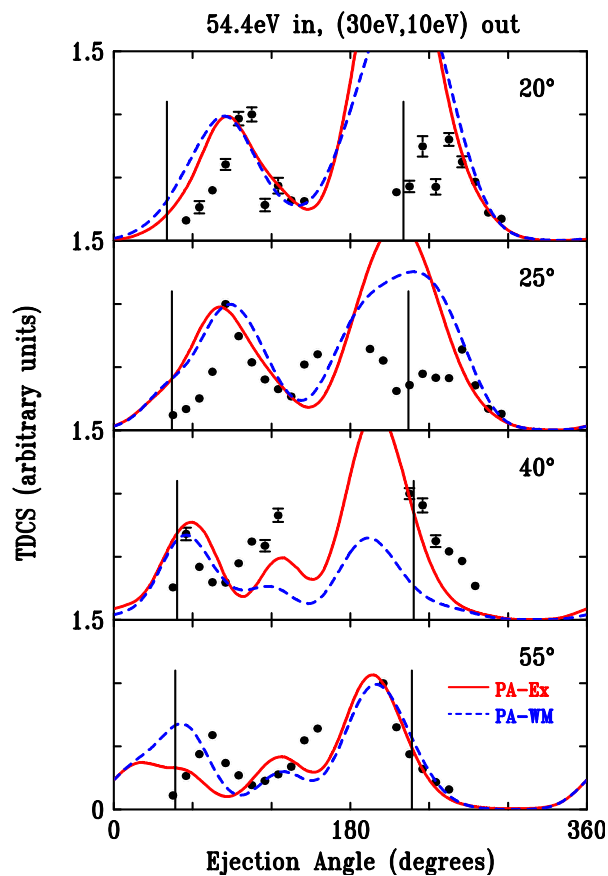 54.4eV in, (30eV,10eV) out
1.5
20°
1.5
25°
1.5
40°
1.5
55°
PA-Ex
PA-WM
0
0 180 360
Ejection Angle (degrees)
TDCS (arbitrary units)